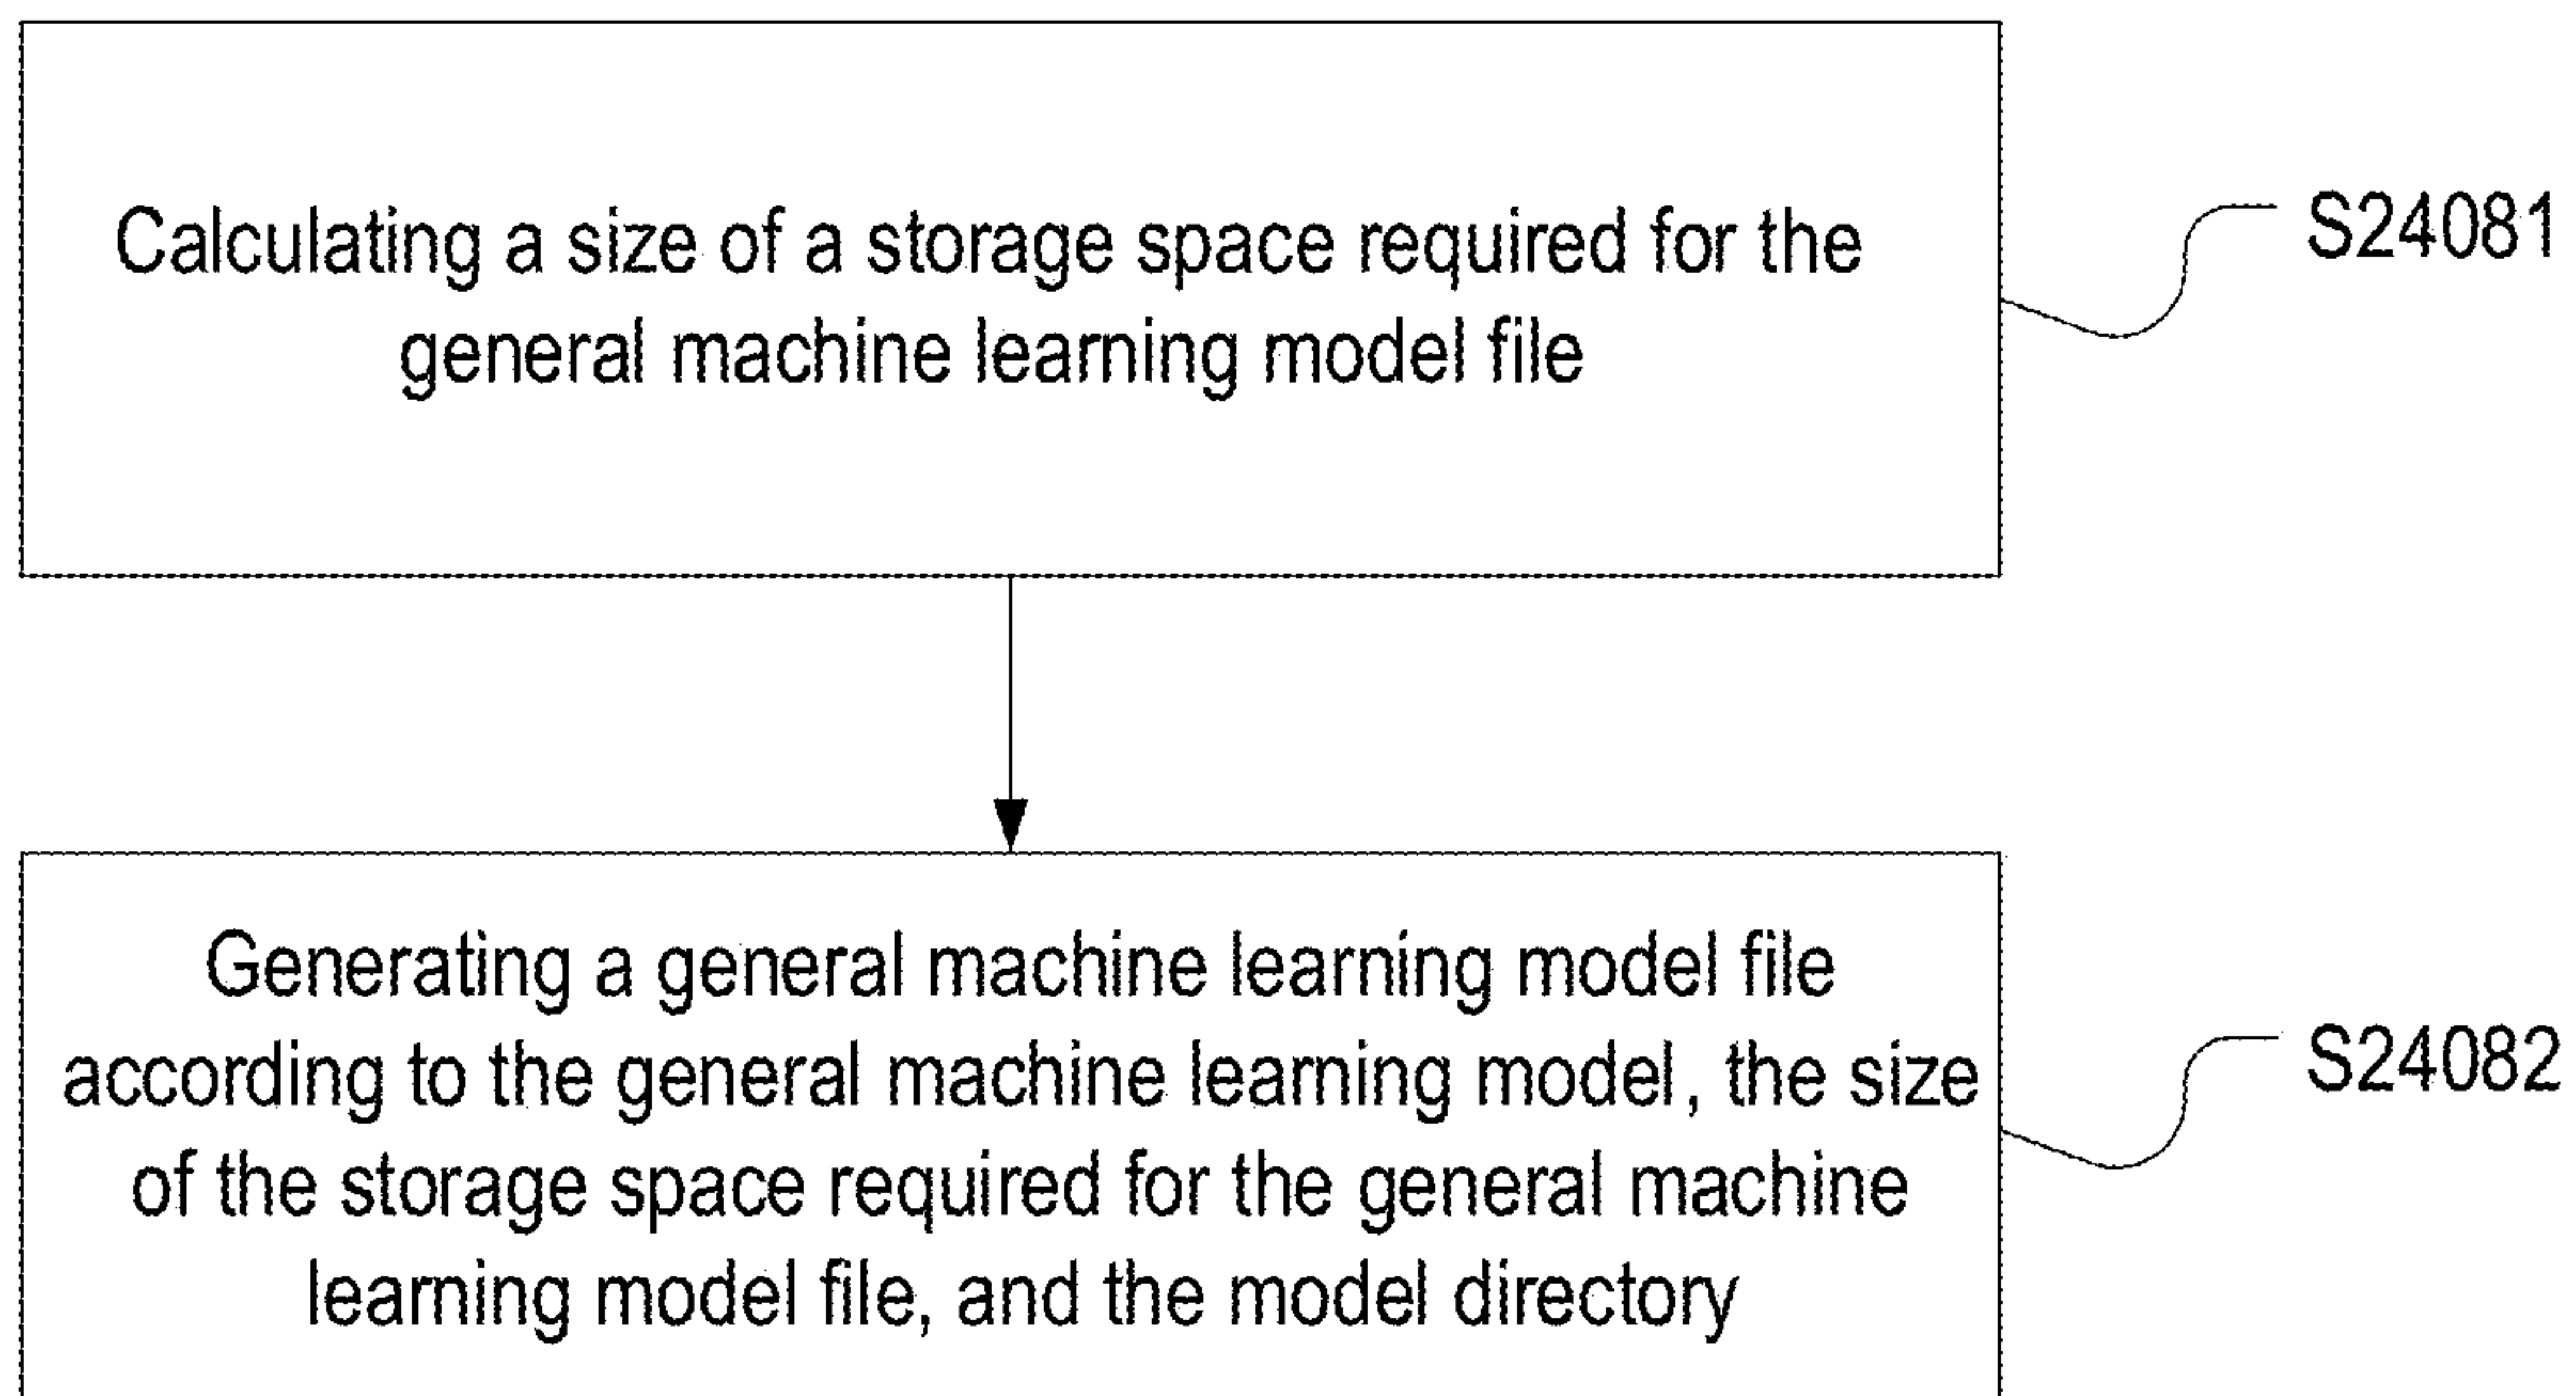 Calculating a size of a storage space required for the
general machine learning model file
S24081
Generating a general machine learning model file
according to the general machine learning model, the size
of the storage space required for the general machine
learning model file, and the model directory
S24082